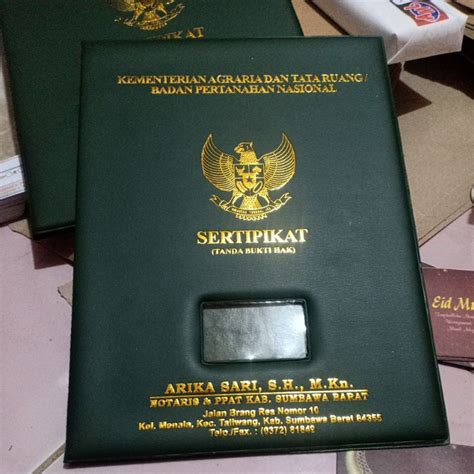 KEMENTERIAN AGRARIA DAN TATA RUANG/
BADAN PERTANAHAN NASIONAL
SERTIPIKAT
(TANDA BUKTI HAK)
ARIKA SARI, S.H., M.Kn.
NOTARIS & PPAT KAB. SUMBAWA BARAT
Jalan Brang Rea Nomor 10
Kel. Menala, Kec. Taliwang, Kab. Sumbawa Barat 84355
Telp./Fax. : (0372) 81849
Eid